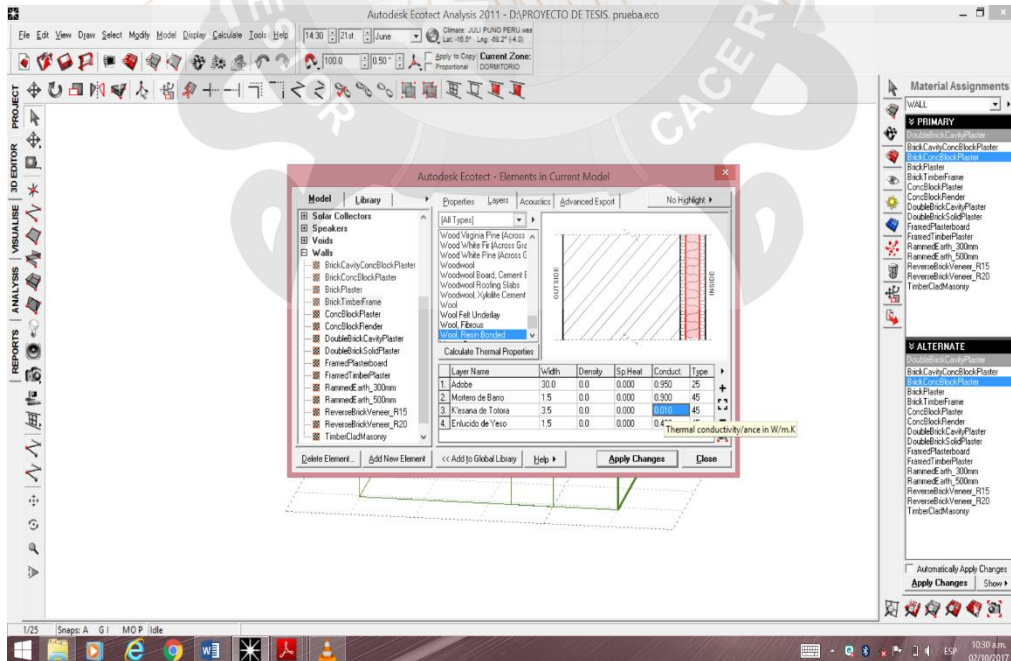 Autodesk Ecotect Analysis 2011 - D:\PROYECTO DE TESIS. prueba.eco
File Edit View Draw Select Modify Model Display Calculate Tools Help
14:30 21st June
Climate: JULI PUNO PERU.wea
Lat: -16.5° Lng: -69.2° (-4.0)
100.0 0.50° Apply to Copy Proportional
Current Zone: DORMITORIO
PROJECT
3D EDITOR
VISUALISE
ANALYSIS
REPORTS
CACER
Autodesk Ecotect - Elements in Current Model
Model Library
Solar Collectors
Speakers
Voids
Walls
BrickCavityConcBlockPlaster
BrickConcBlockPlaster
BrickPlaster
BrickTimberFrame
ConcBlockPlaster
ConcBlockRender
DoubleBrickCavityPlaster
DoubleBrickSolidPlaster
FramedPlasterboard
FramedTimberPlaster
RammedEarth_300mm
RammedEarth_500mm
ReverseBrickVeneer_R15
ReverseBrickVeneer_R20
TimberCladMasonry
Properties Layers Acoustics Advanced Export No Highlight
[All Types]
Wood Virginia Pine (Across
Wood White Fir (Across Gra
Wood White Pine (Across G
Woodwool
Woodwool Board, Cement B
Woodwool Roofing Slabs
Woodwool, Xylolite Cement
Wool
Wool Felt Underlay
Wool, Fibrous
Wool, Resin Bonded
Calculate Thermal Properties
OUTSIDE
INSIDE
Layer Name Width Density Sp.Heat Conduct. Type
1. Adobe 30.0 0.0 0.000 0.950 25
2. Mortero de Barro 1.5 0.0 0.000 0.900 45
3. K'esana de Totora 3.5 0.0 0.000 0.010 45
4. Enlucido de Yeso 1.5 0.0 0.000
Thermal conductivity/ance in W/m.K
Delete Element... Add New Element << Add to Global Library Help Apply Changes Close
Material Assignments
WALL
PRIMARY
DoubleBrickCavityPlaster
BrickCavityConcBlockPlaster
BrickConcBlockPlaster
BrickPlaster
BrickTimberFrame
ConcBlockPlaster
ConcBlockRender
DoubleBrickCavityPlaster
DoubleBrickSolidPlaster
FramedPlasterboard
FramedTimberPlaster
RammedEarth_300mm
RammedEarth_500mm
ReverseBrickVeneer_R15
ReverseBrickVeneer_R20
TimberCladMasonry
ALTERNATE
DoubleBrickCavityPlaster
BrickCavityConcBlockPlaster
BrickConcBlockPlaster
BrickPlaster
BrickTimberFrame
ConcBlockPlaster
ConcBlockRender
DoubleBrickCavityPlaster
DoubleBrickSolidPlaster
FramedPlasterboard
FramedTimberPlaster
RammedEarth_300mm
RammedEarth_500mm
ReverseBrickVeneer_R15
ReverseBrickVeneer_R20
TimberCladMasonry
Automatically Apply Changes
Apply Changes Show
1/25 Snaps: A GI MO P Idle
ESP
10:30 a.m.
02/10/2017